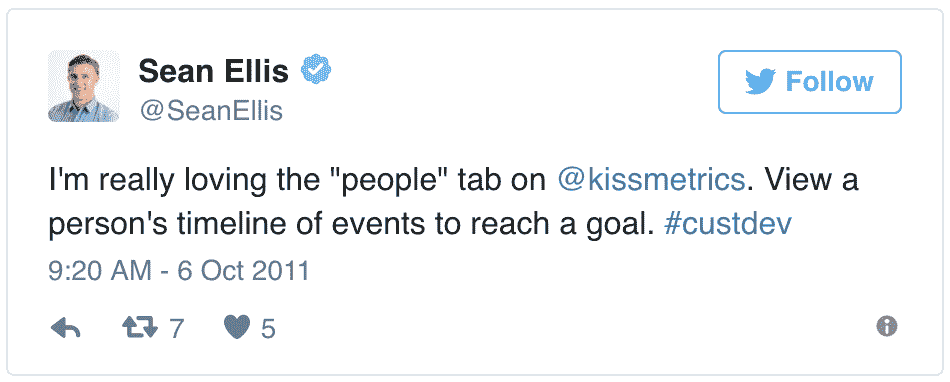 Sean Ellis
@SeanEllis
Follow
I'm really loving the "people" tab on @kissmetrics. View a
person's timeline of events to reach a goal. #custdev
9:20 AM - 6 Oct 2011
7 5